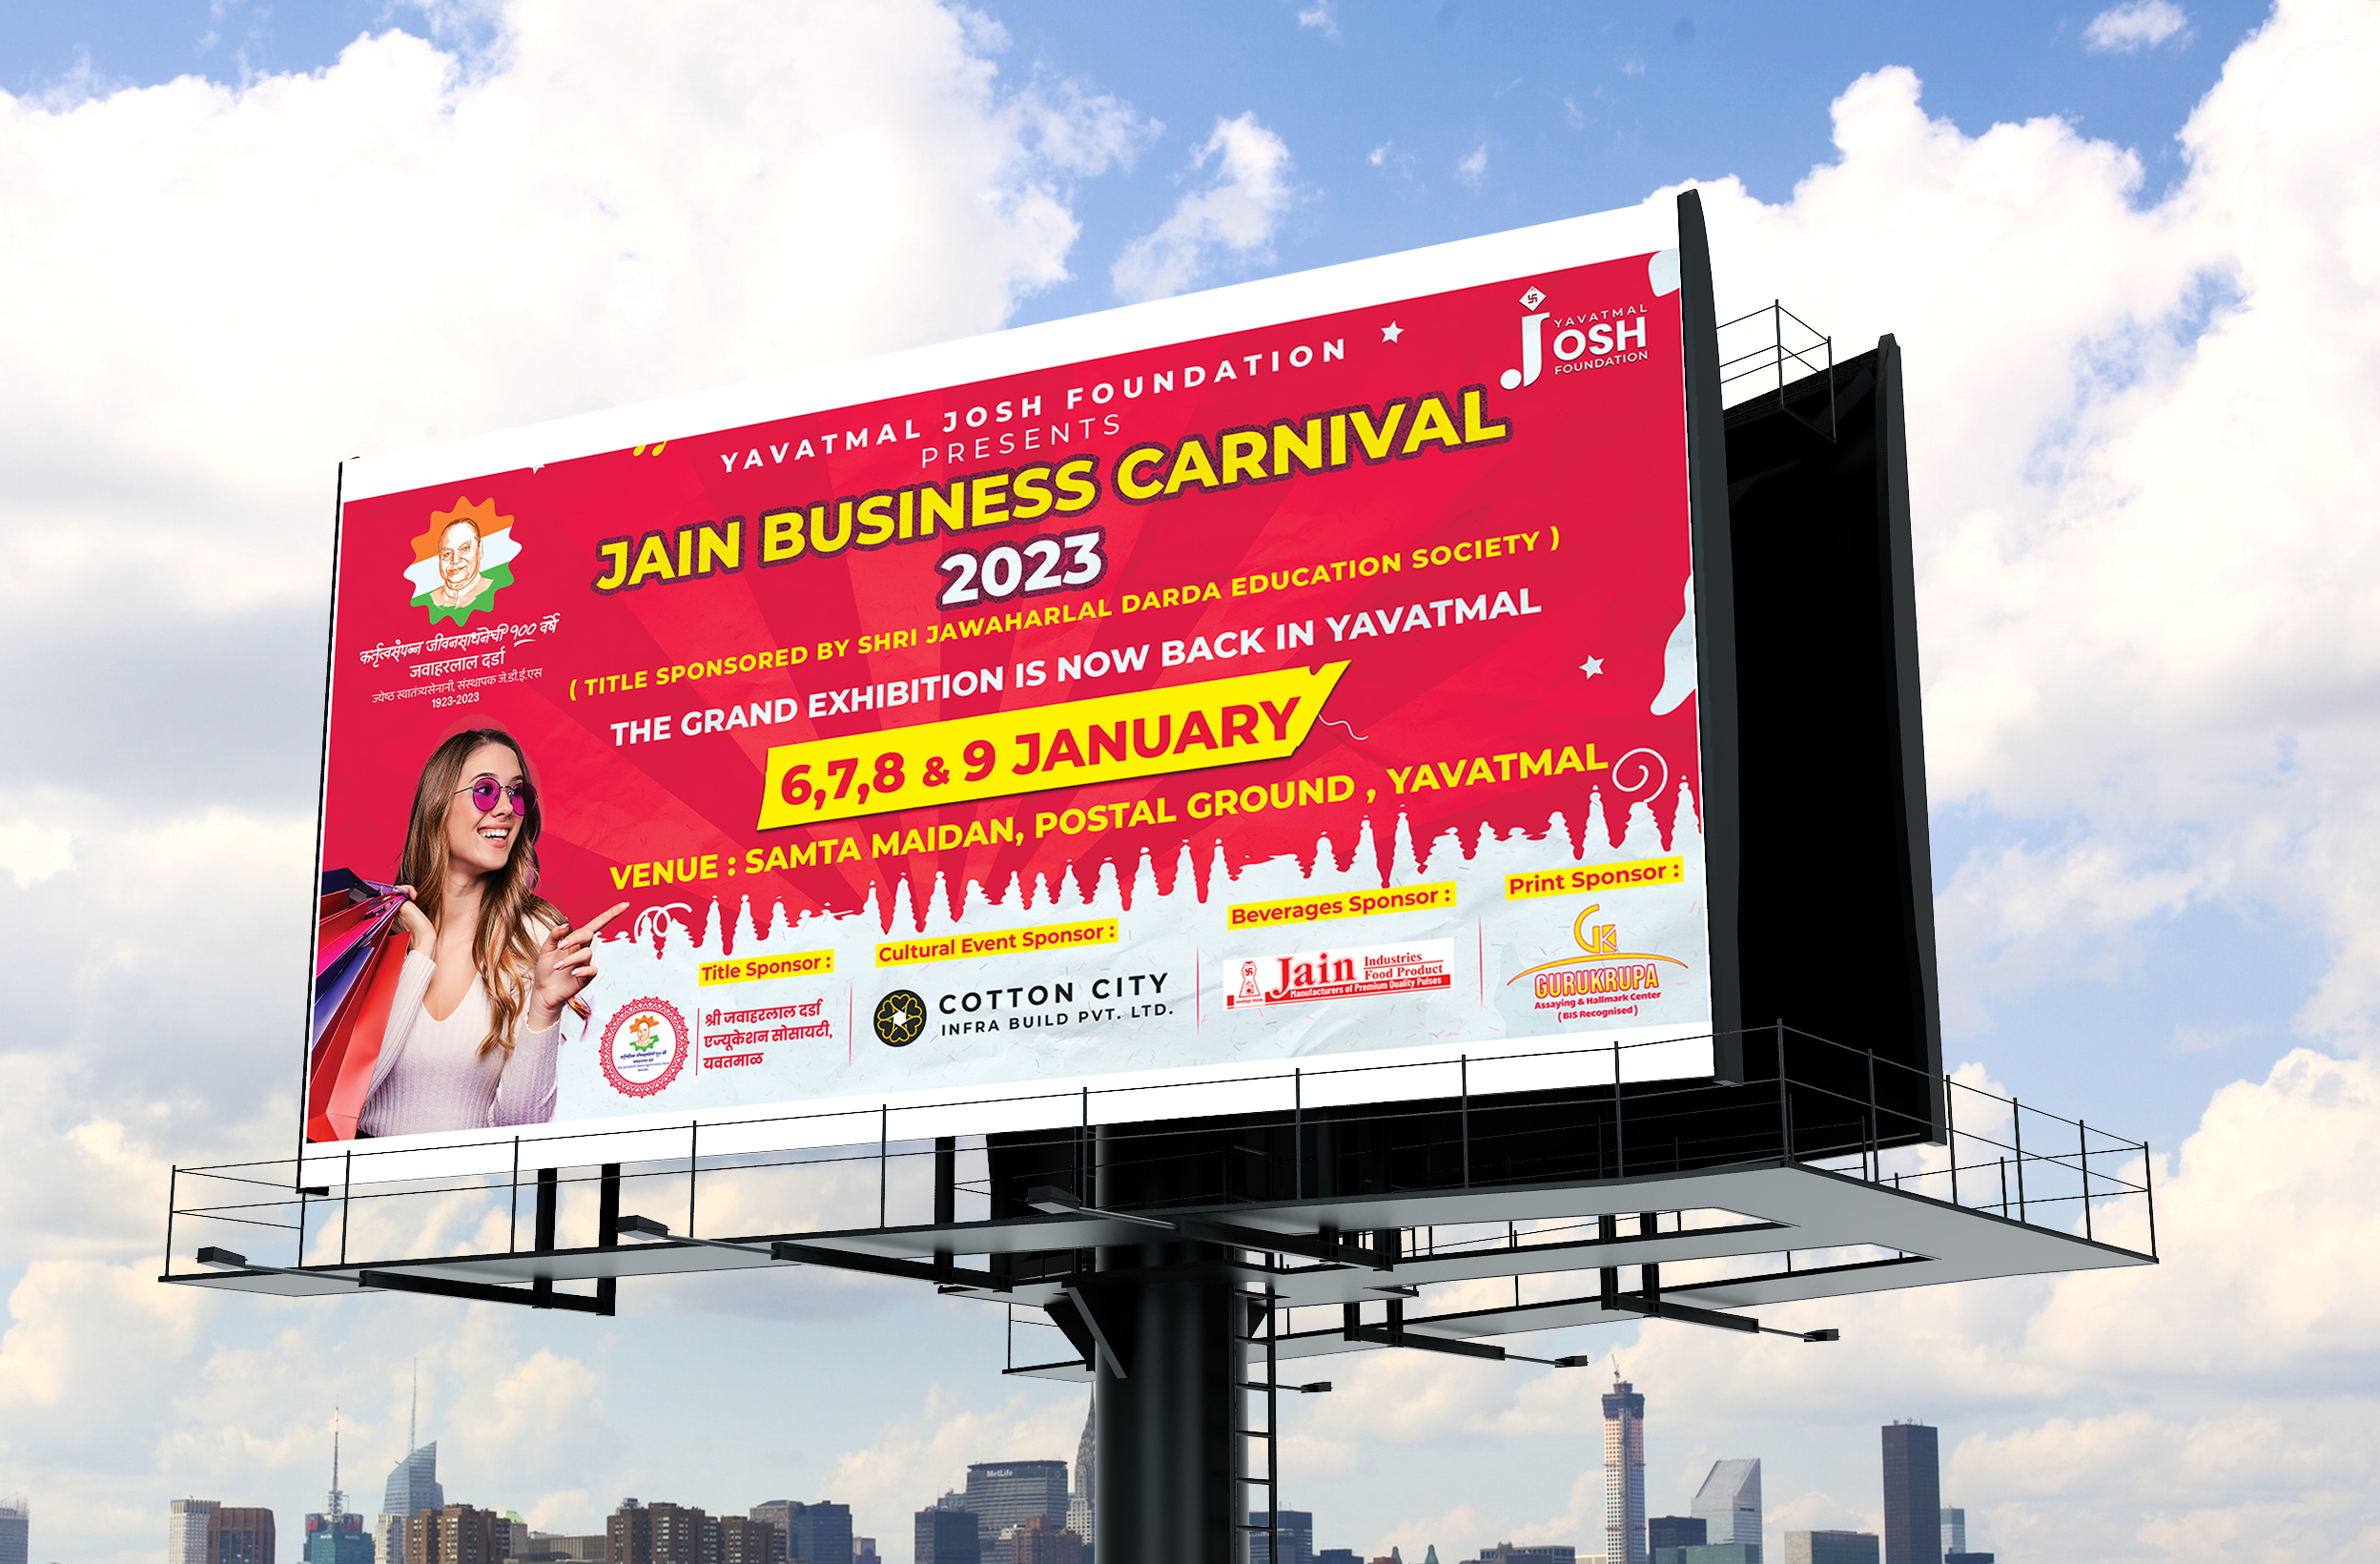 YAVATMAL JOSH FOUNDATION
PRESENTS
YAVATMAL
JOSH
FOUNDATION
JAIN BUSINESS CARNIVAL
2023
( TITLE SPONSORED BY SHRI JAWAHARLAL DARDA EDUCATION SOCIETY )
THE GRAND EXHIBITION IS NOW BACK IN YAVATMAL
6,7,8 & 9 JANUARY
VENUE : SAMTA MAIDAN, POSTAL GROUND , YAVATMAL
कर्तृत्वसंपन्न जीवनसाधनेची १०० वर्षे
जवाहरलाल दर्डा
ज्येष्ठ स्वातंत्र्यसेनानी, संस्थापक जे.डी.ई.एस
1923-2023
Title Sponsor :
श्री जवाहरलाल दर्डा
एज्यूकेशन सोसायटी,
यवतमाळ
Cultural Event Sponsor :
COTTON CITY
INFRA BUILD PVT. LTD.
Beverages Sponsor :
Jain Industries
Food Product
Manufacturers of Premium Quality Pulses
Print Sponsor :
GK
GURUKRUPA
Assaying & Hallmark Center
( BIS Recognised )
MetLife